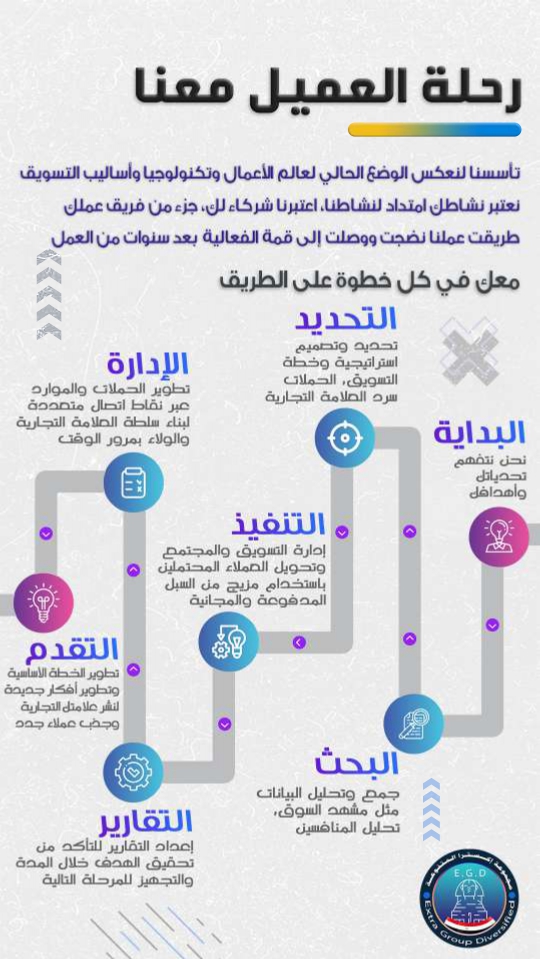 رحلة العميل معنا
تأسسنا لنعكس الوضع الحالي لعالم الأعمال وتكنولوجيا وأساليب التسويق
نعتبر نشاطك امتداد لنشاطنا، اعتبرنا شركاء لك، جزء من فريق عملك
طريقت عملنا نضجت ووصلت إلى قمة الفعالية بعد سنوات من العمل
معك في كل خطوة على الطريق
البداية
نحن نتفهم
تحدياتك
وأهدافك
البحث
جمع وتحليل البيانات
مثل مشهد السوق،
تحليل المنافسين
التحديد
تحديد وتصميم
استراتيجية وخطة
التسويق، الحملات
سرد العلامة التجارية
التنفيذ
إدارة التسويق والمجتمع
وتحويل العملاء المحتملين
باستخدام مزيج من السبل
المدفوعة والمجانية
التقارير
إعداد التقارير للتأكد من
تحقيق الهدف خلال المدة
والتجهيز للمرحلة التالية
الإدارة
تطوير الحملات والموارد
عبر نقاط اتصال متعددة
لبناء سلطة العلامة التجارية
والولاء بمرور الوقت
التقدم
تطوير الخطة الأساسية
وتطوير أفكار جديدة
لنشر علامتك التجارية
وجذب عملاء جدد
مجموعة إكسترا المتنوعة
E.G.D
Extra Group Diversified